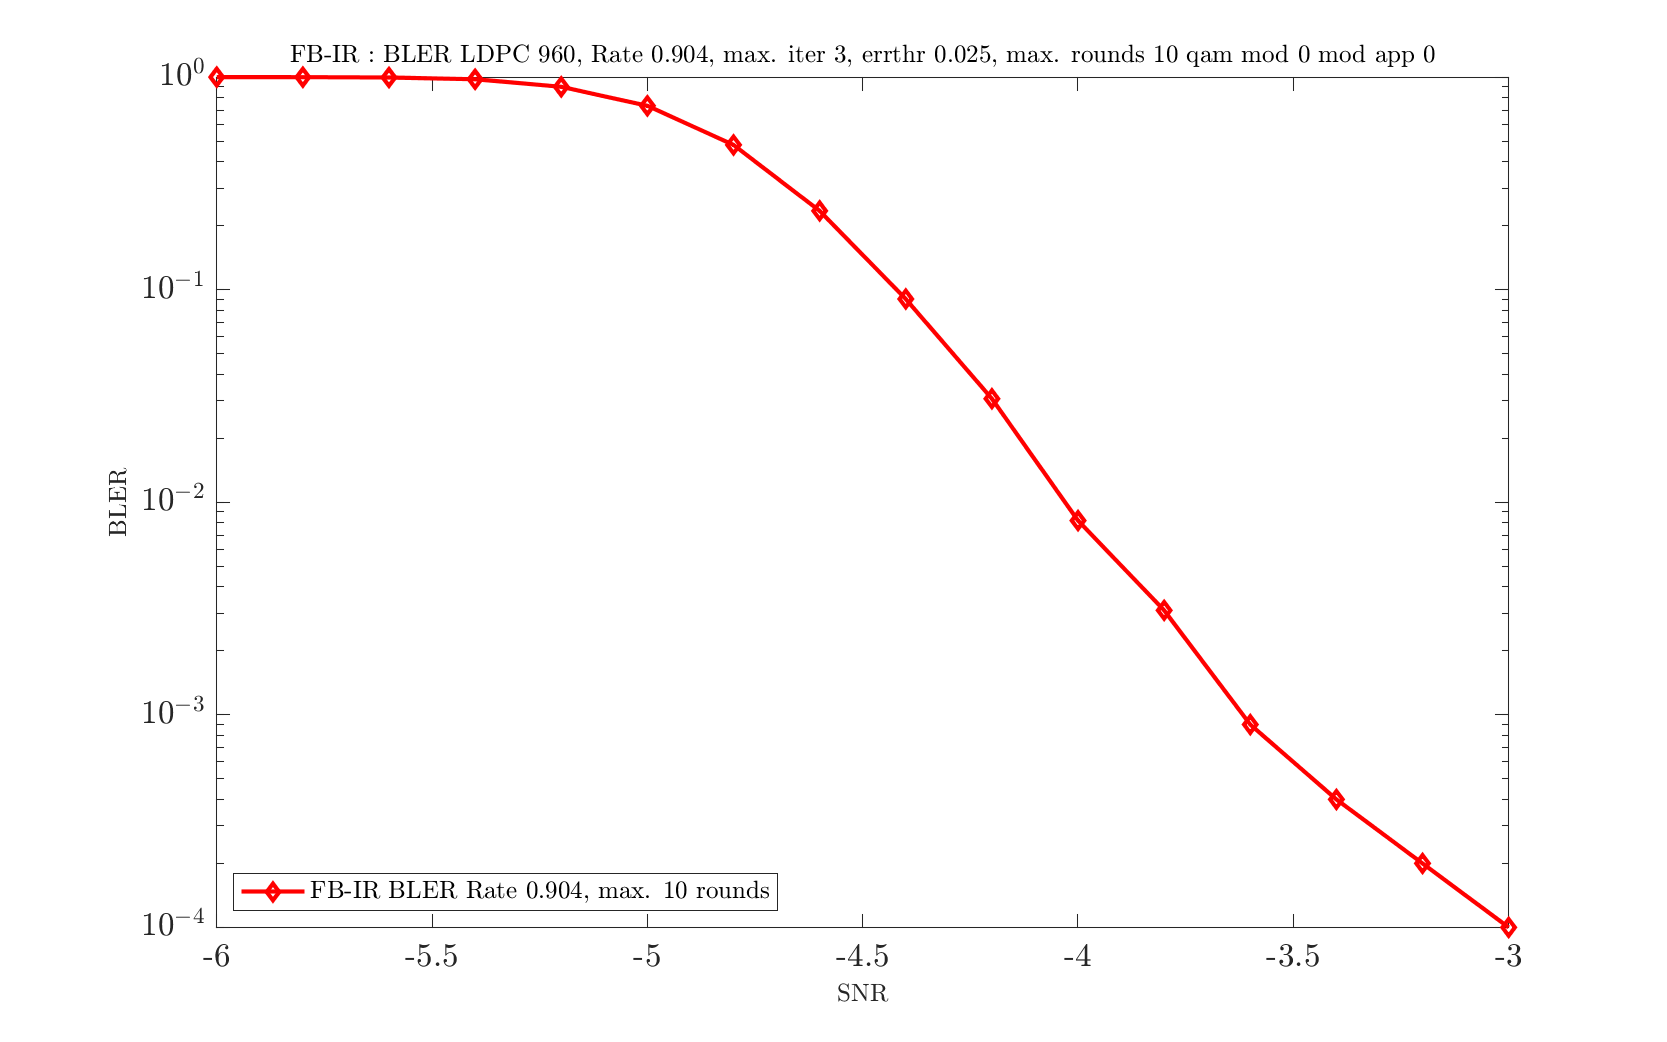 FB-IR : BLER LDPC 960, Rate 0.904, max. iter 3, errthr 0.025, max. rounds 10 qam mod 0 mod app 0
10^0
10^{-1}
10^{-2}
10^{-3}
10^{-4}
BLER
FB-IR BLER Rate 0.904, max. 10 rounds
-6 -5.5 -5 -4.5 -4 -3.5 -3
SNR